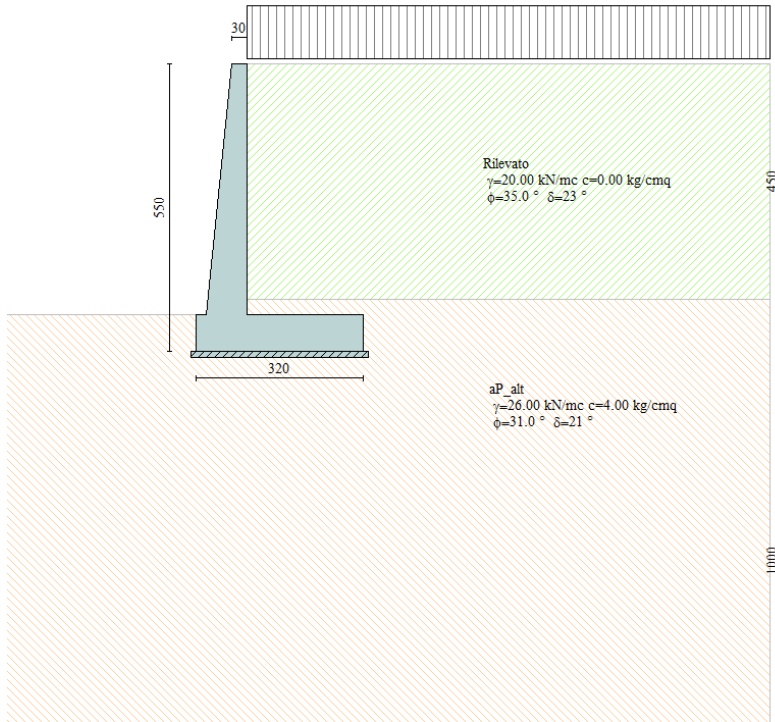 30
Rilevato
γ=20.00 kN/mc c=0.00 kg/cmq
ϕ=35.0 ° δ=23 °
450
550
320
aP_alt
γ=26.00 kN/mc c=4.00 kg/cmq
ϕ=31.0 ° δ=21 °
1000